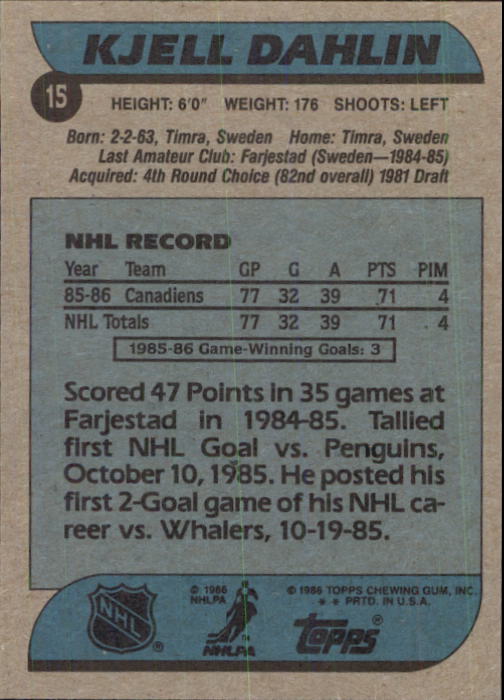 KJELL DAHLIN
15
HEIGHT: 6'0" WEIGHT: 176 SHOOTS: LEFT
Born: 2-2-63, Timra, Sweden Home: Timra, Sweden
Last Amateur Club: Farjestad (Sweden—1984-85)
Acquired: 4th Round Choice (82nd overall) 1981 Draft
NHL RECORD
Year Team GP G A PTS PIM
85-86 Canadiens 77 32 39 71 4
NHL Totals 77 32 39 71 4
1985-86 Game-Winning Goals: 3
Scored 47 Points in 35 games at
Farjestad in 1984-85. Tallied
first NHL Goal vs. Penguins,
October 10, 1985. He posted his
first 2-Goal game of his NHL ca-
reer vs. Whalers, 10-19-85.
NHL ®
© 1986
NHLPA
TM
NHLPA
© 1986 TOPPS CHEWING GUM, INC.
* * PRTD. IN U.S.A.
topps ®